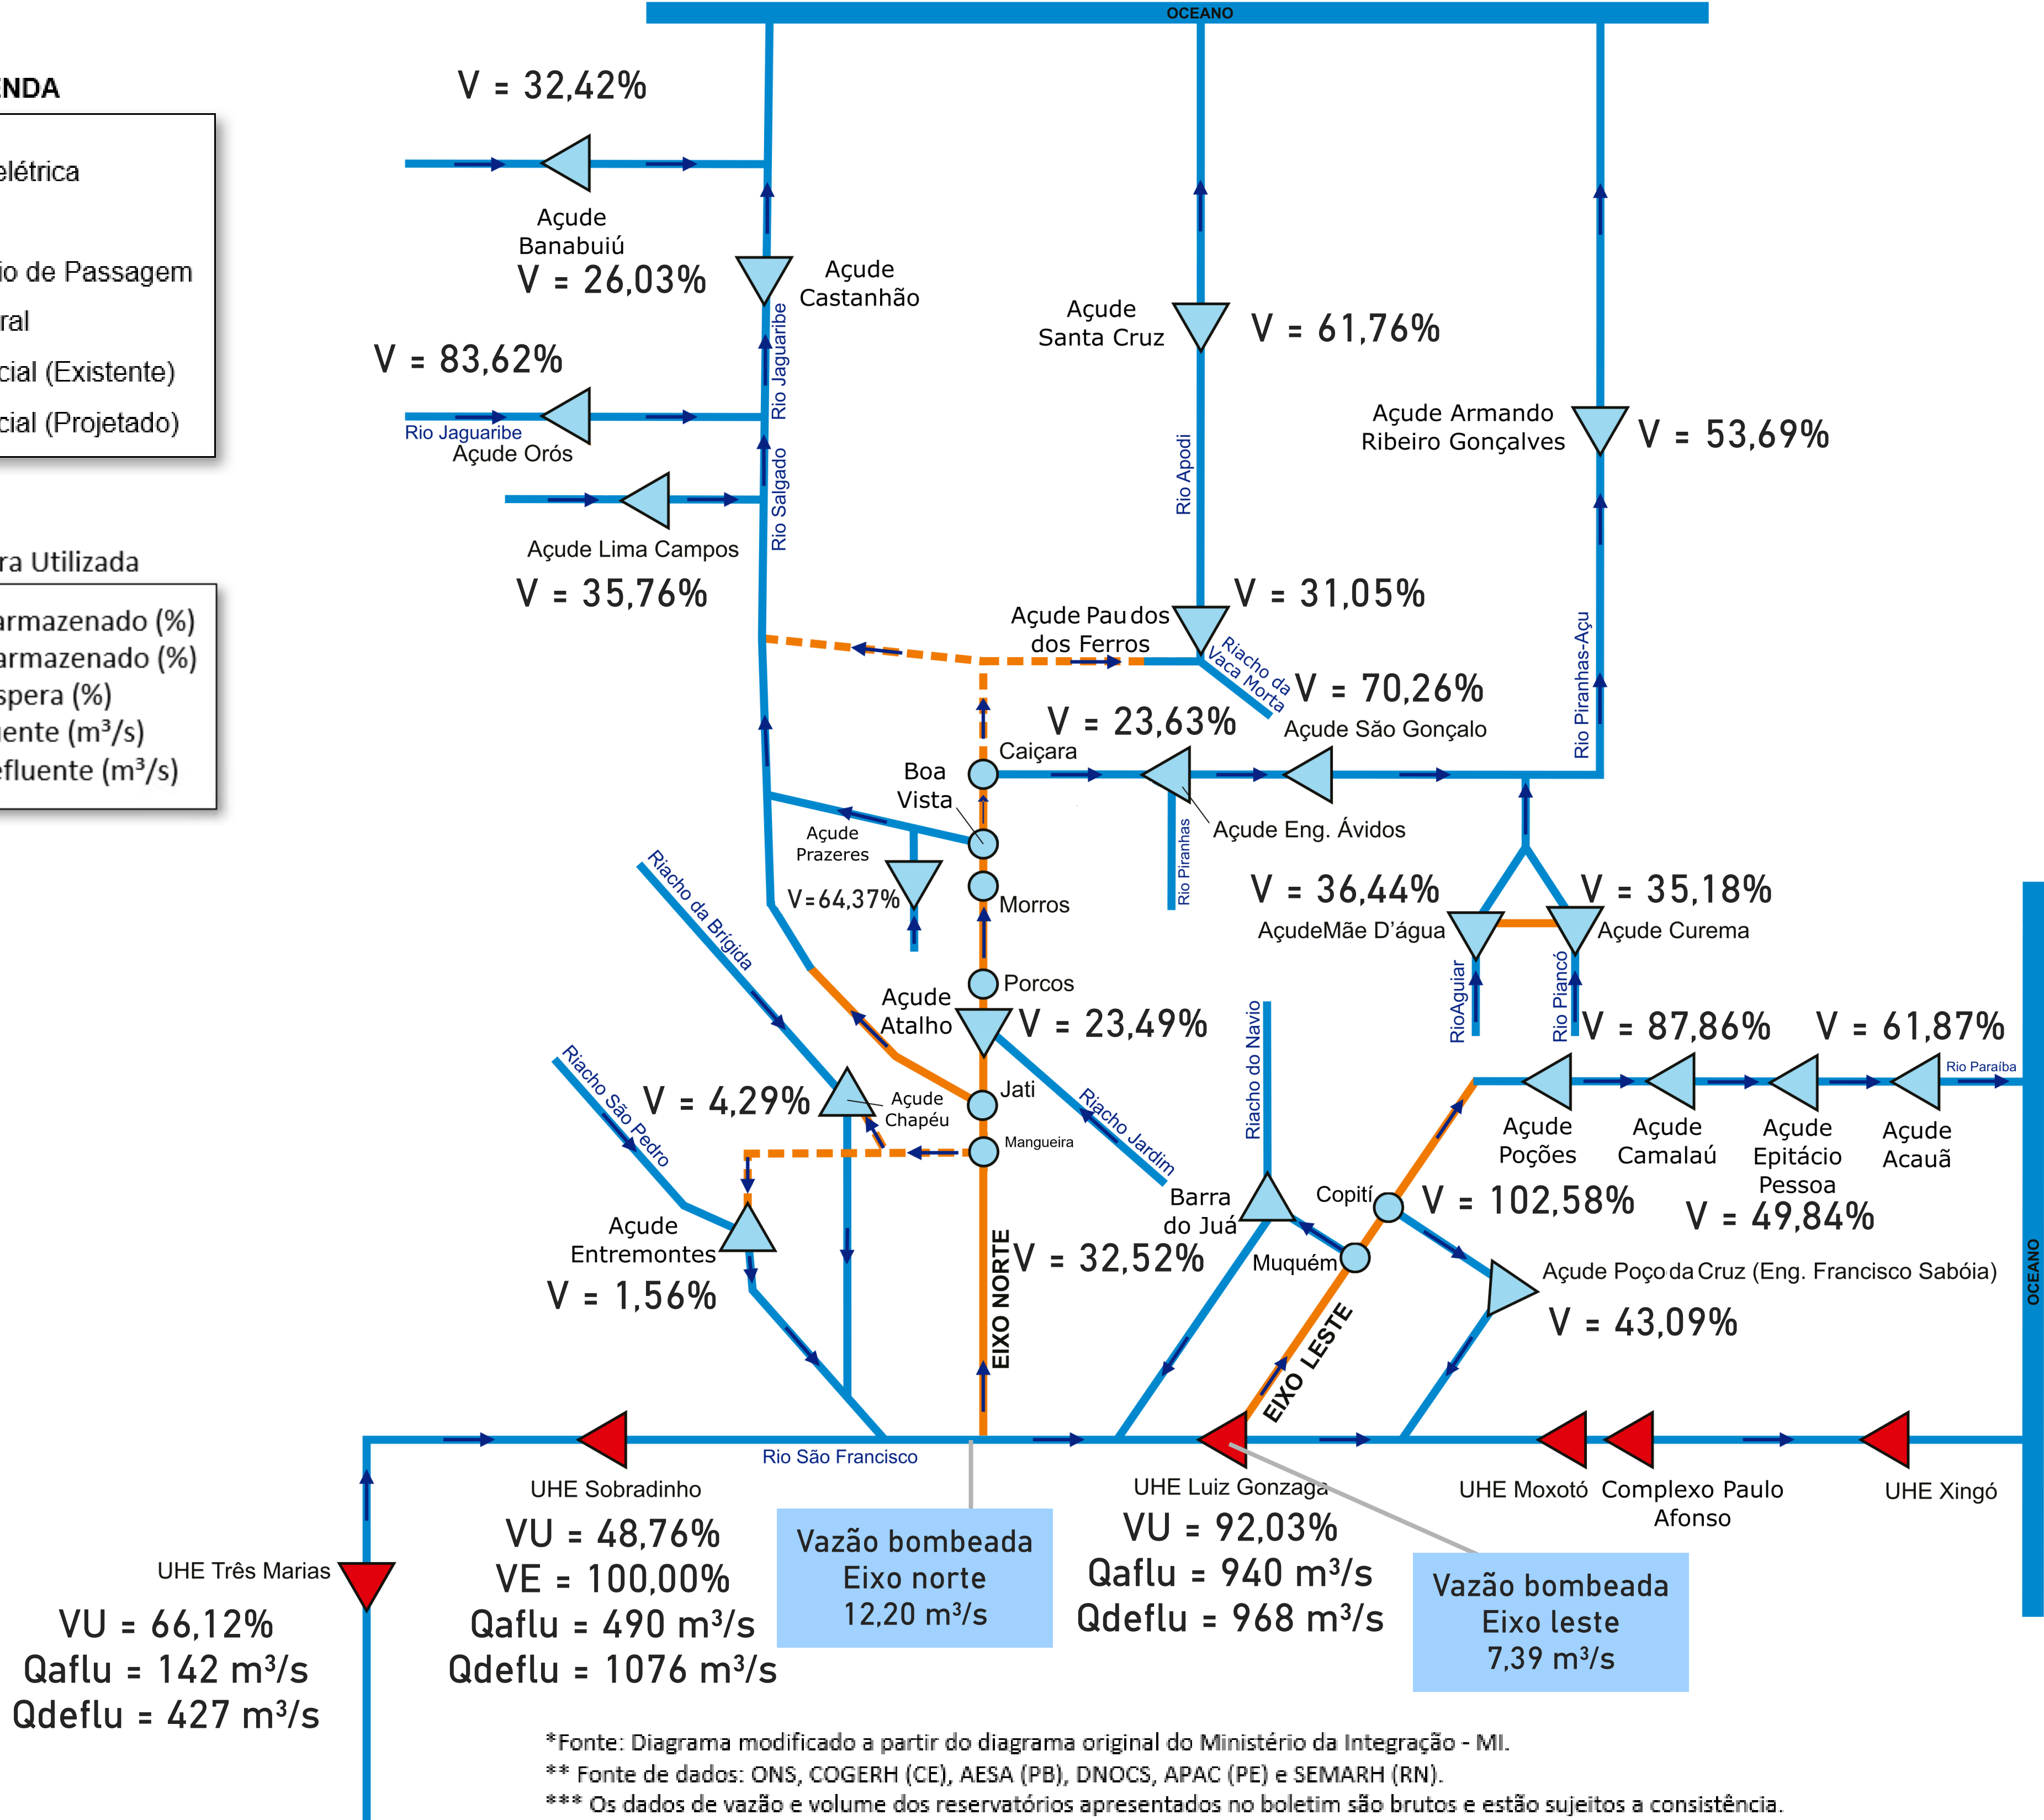 OCEANO
V = 32,42%
ENDA
elétrica
Açude
Banabuiú
V = 26,03%
Açude
Castanhão
io de Passagem
ral
cial (Existente)
cial (Projetado)
Rio Jaguaribe
Açude
Santa Cruz
V = 61,76%
V = 83,62%
Rio Jaguaribe
Açude Orós
Açude Armando
Ribeiro Gonçalves
V = 53,69%
Rio Salgado
Rio Apodi
Açude Lima Campos
V = 35,76%
ra Utilizada
armazenado (%)
armazenado (%)
spera (%)
uente (m³/s)
efluente (m³/s)
Açude Pau dos
dos Ferros
V = 31,05%
Riacho da
Vaca Morta
Rio Piranhas-Açu
V = 70,26%
Açude São Gonçalo
V = 23,63%
Caiçara
Boa
Vista
Açude Eng. Ávidos
Rio Piranhas
Açude
Prazeres
V=64,37%
Morros
Riacho da Brígida
V = 36,44%
AçudeMãe D'água
V = 35,18%
Açude Curema
RioAguiar
Rio Piancó
Porcos
Açude
Atalho
V = 23,49%
Riacho do Navio
V = 87,86%
V = 61,87%
Rio Paraíba
Riacho São Pedro
V = 4,29%
Açude
Chapéu
Jati
Mangueira
Riacho Jardim
Açude
Poções
Açude
Camalaú
Açude
Epitácio
Pessoa
Açude
Acauã
Barra
do Juá
Copití
V = 102,58%
V = 49,84%
Açude
Entremontes
V = 1,56%
EIXO NORTE
V = 32,52%
Muquém
Açude Poço da Cruz (Eng. Francisco Sabóia)
V = 43,09%
OCEANO
EIXO LESTE
Rio São Francisco
UHE Sobradinho
VU = 48,76%
VE = 100,00%
Qaflu = 490 m³/s
Qdeflu = 1076 m³/s
Vazão bombeada
Eixo norte
12,20 m³/s
UHE Luiz Gonzaga
VU = 92,03%
Qaflu = 940 m³/s
Qdeflu = 968 m³/s
Vazão bombeada
Eixo leste
7,39 m³/s
UHE Moxotó
Complexo Paulo
Afonso
UHE Xingó
UHE Três Marias
VU = 66,12%
Qaflu = 142 m³/s
Qdeflu = 427 m³/s
*Fonte: Diagrama modificado a partir do diagrama original do Ministério da Integração - MI.
** Fonte de dados: ONS, COGERH (CE), AESA (PB), DNOCS, APAC (PE) e SEMARH (RN).
*** Os dados de vazão e volume dos reservatórios apresentados no boletim são brutos e estão sujeitos a consistência.